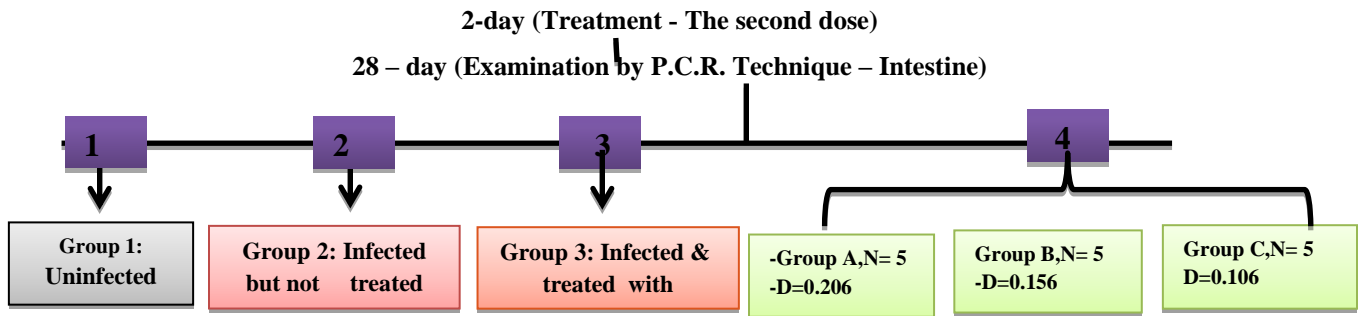 2-day (Treatment - The second dose)
28 – day (Examination by P.C.R. Technique – Intestine)
1
2
3
4
Group 1:
Uninfected
Group 2: Infected
but not treated
Group 3: Infected &
treated with
-Group A,N= 5
-D=0.206
Group B,N= 5
-D=0.156
Group C,N= 5
D=0.106